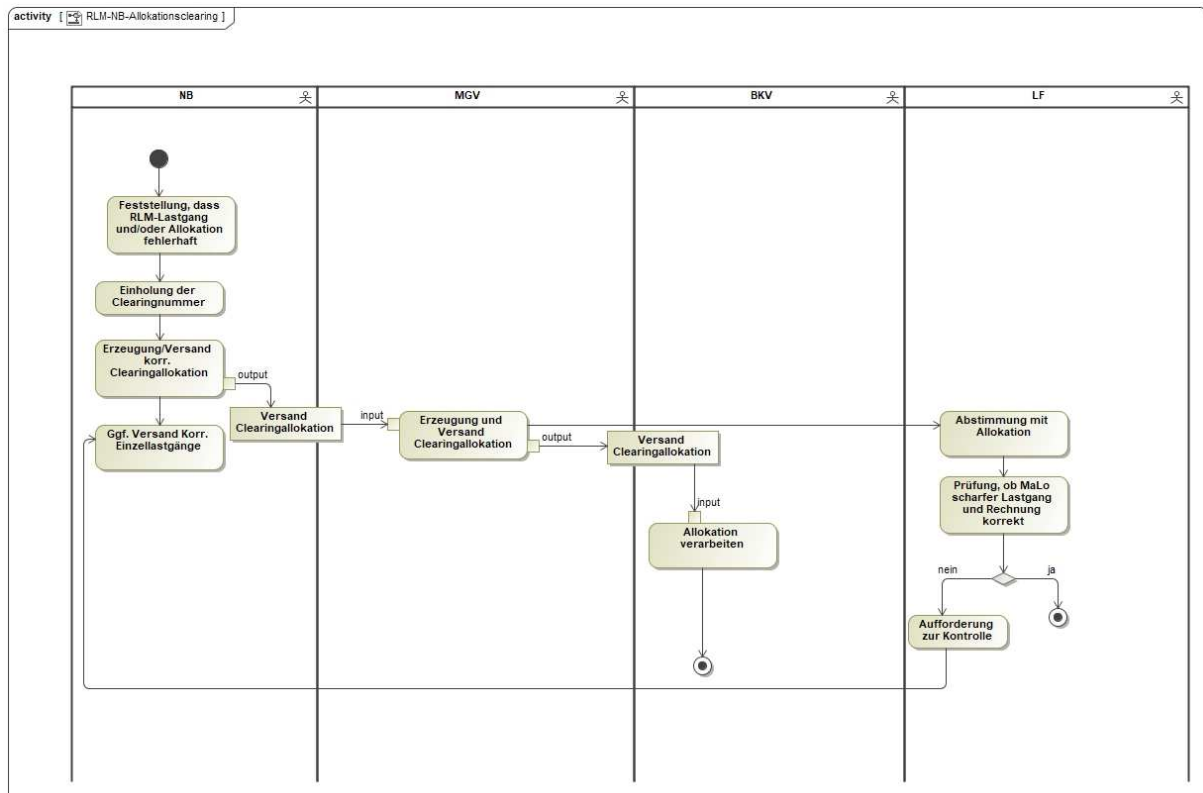 activity [ RLM-NB-Allokationsclearing ]
NB
MGV
BKV
LF
Feststellung, dass
RLM-Lastgang
und/oder Allokation
fehlerhaft
Einholung der
Clearingnummer
Erzeugung/Versand
korr.
Clearingallokation
output
Versand
Clearingallokation
Ggf. Versand Korr.
Einzellastgänge
input
Erzeugung und
Versand
Clearingallokation
output
Versand
Clearingallokation
input
Allokation
verarbeiten
Abstimmung mit
Allokation
Prüfung, ob MaLo
scharfer Lastgang
und Rechnung
korrekt
nein
ja
Aufforderung
zur Kontrolle